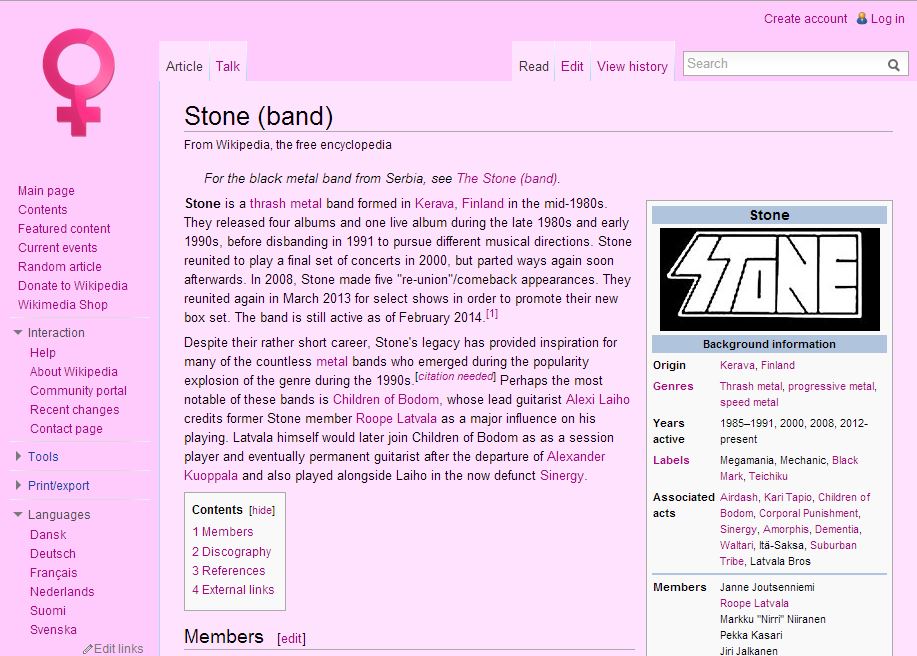 Create account Log in
Article Talk Read Edit View history Search
Stone (band)
From Wikipedia, the free encyclopedia
For the black metal band from Serbia, see The Stone (band).
Stone is a thrash metal band formed in Kerava, Finland in the mid-1980s.
They released four albums and one live album during the late 1980s and early
1990s, before disbanding in 1991 to pursue different musical directions. Stone
reunited to play a final set of concerts in 2000, but parted ways again soon
afterwards. In 2008, Stone made five "re-union"/comeback appearances. They
reunited again in March 2013 for select shows in order to promote their new
box set. The band is still active as of February 2014.[1]
Despite their rather short career, Stone's legacy has provided inspiration for
many of the countless metal bands who emerged during the popularity
explosion of the genre during the 1990s.[citation needed] Perhaps the most
notable of these bands is Children of Bodom, whose lead guitarist Alexi Laiho
credits former Stone member Roope Latvala as a major influence on his
playing. Latvala himself would later join Children of Bodom as as a session
player and eventually permanent guitarist after the departure of Alexander
Kuoppala and also played alongside Laiho in the now defunct Sinergy.
Contents [hide]
1 Members
2 Discography
3 References
4 External links
Members [edit]
Stone
STONE
Background information
Origin Kerava, Finland
Genres Thrash metal, progressive metal,
speed metal
Years active 1985–1991, 2000, 2008, 2012-
present
Labels Megamania, Mechanic, Black
Mark, Teichiku
Associated acts Airdash, Kari Tapio, Children of
Bodom, Corporal Punishment,
Sinergy, Amorphis, Dementia,
Waltari, Itä-Saksa, Suburban
Tribe, Latvala Bros
Members Janne Joutsenniemi
Roope Latvala
Markku "Nirri" Niiranen
Pekka Kasari
Jiri Jalkanen
Main page
Contents
Featured content
Current events
Random article
Donate to Wikipedia
Wikimedia Shop
Interaction
Help
About Wikipedia
Community portal
Recent changes
Contact page
Tools
Print/export
Languages
Dansk
Deutsch
Français
Nederlands
Suomi
Svenska
Edit links